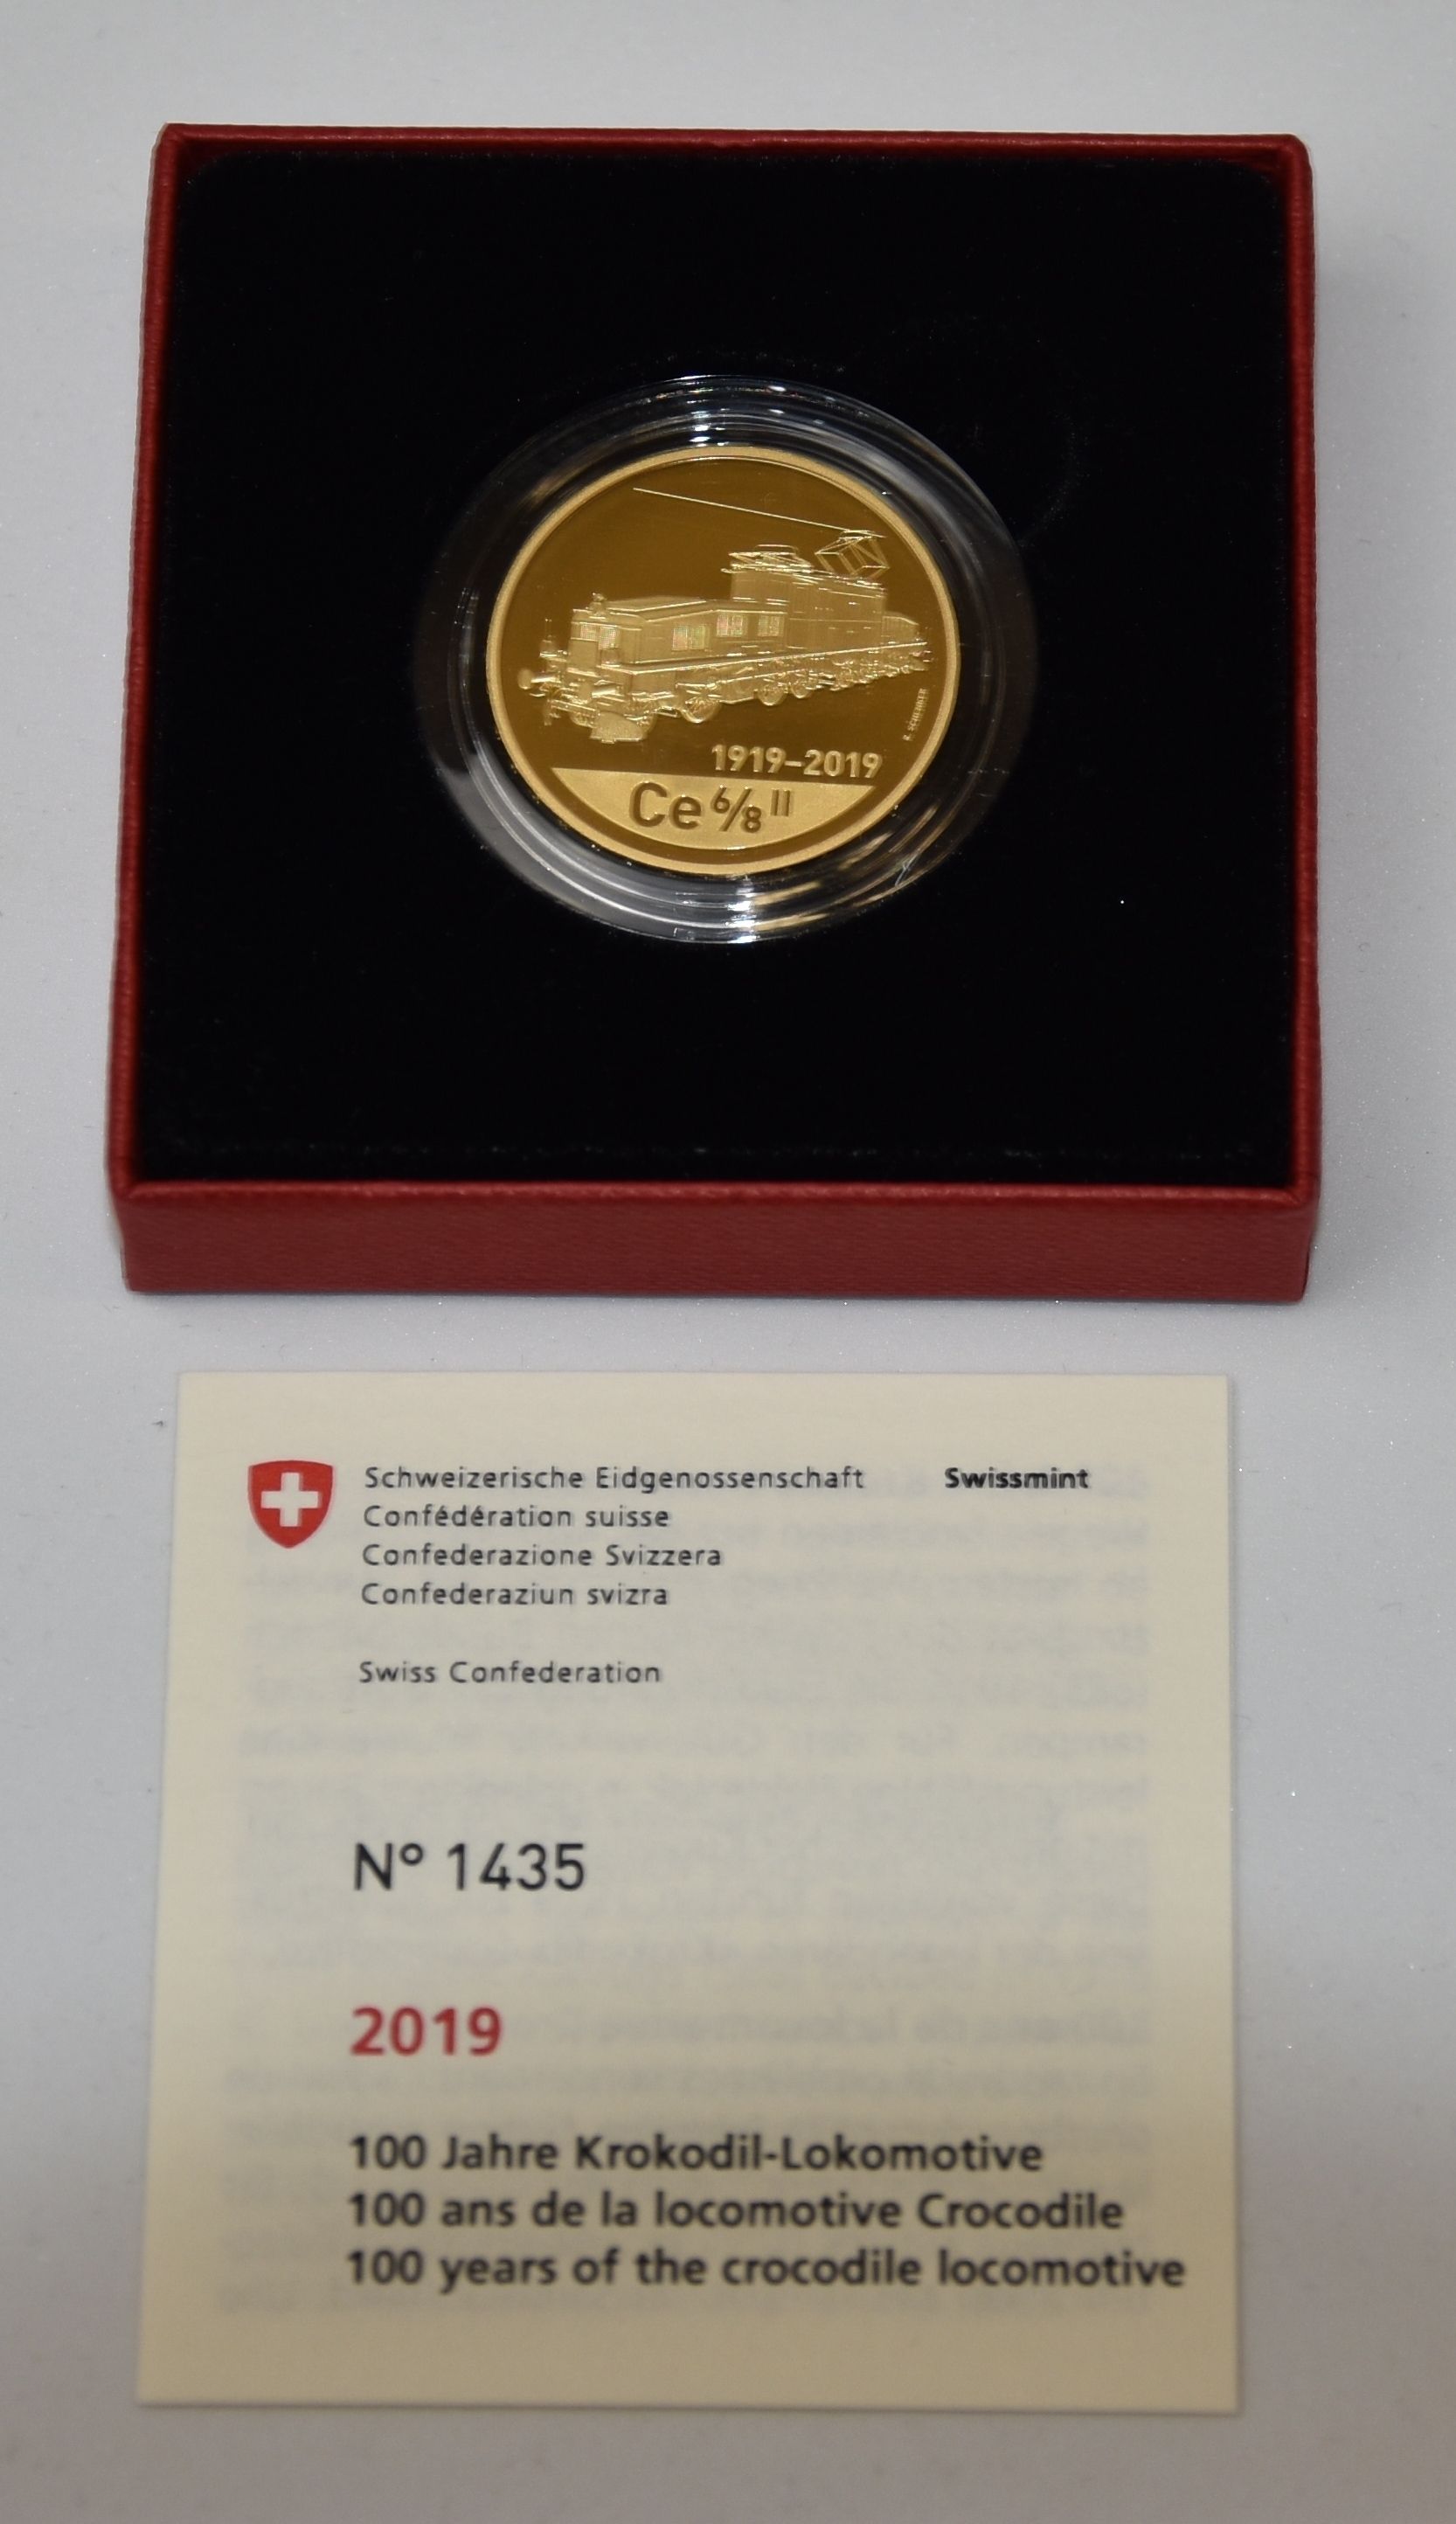 1919–2019
Ce 6/8 II
Schweizerische Eidgenossenschaft Swissmint
Confédération suisse
Confederazione Svizzera
Confederaziun svizra
Swiss Confederation
N° 1435
2019
100 Jahre Krokodil-Lokomotive
100 ans de la locomotive Crocodile
100 years of the crocodile locomotive